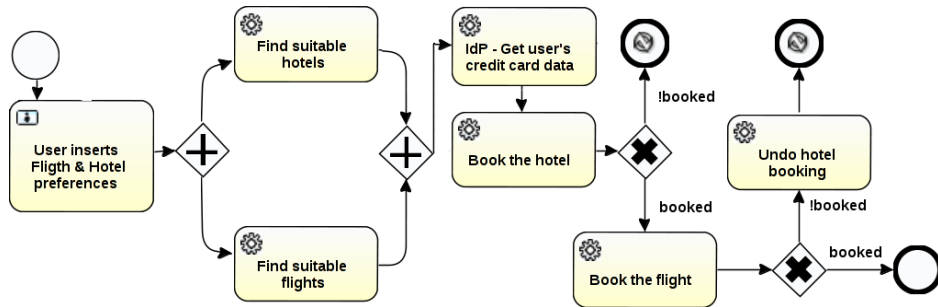 Find suitable
hotels
IdP - Get user's
credit card data
!booked
User inserts
Fligth & Hotel
preferences
Book the hotel
Undo hotel
booking
booked
!booked
Find suitable
flights
Book the flight
booked